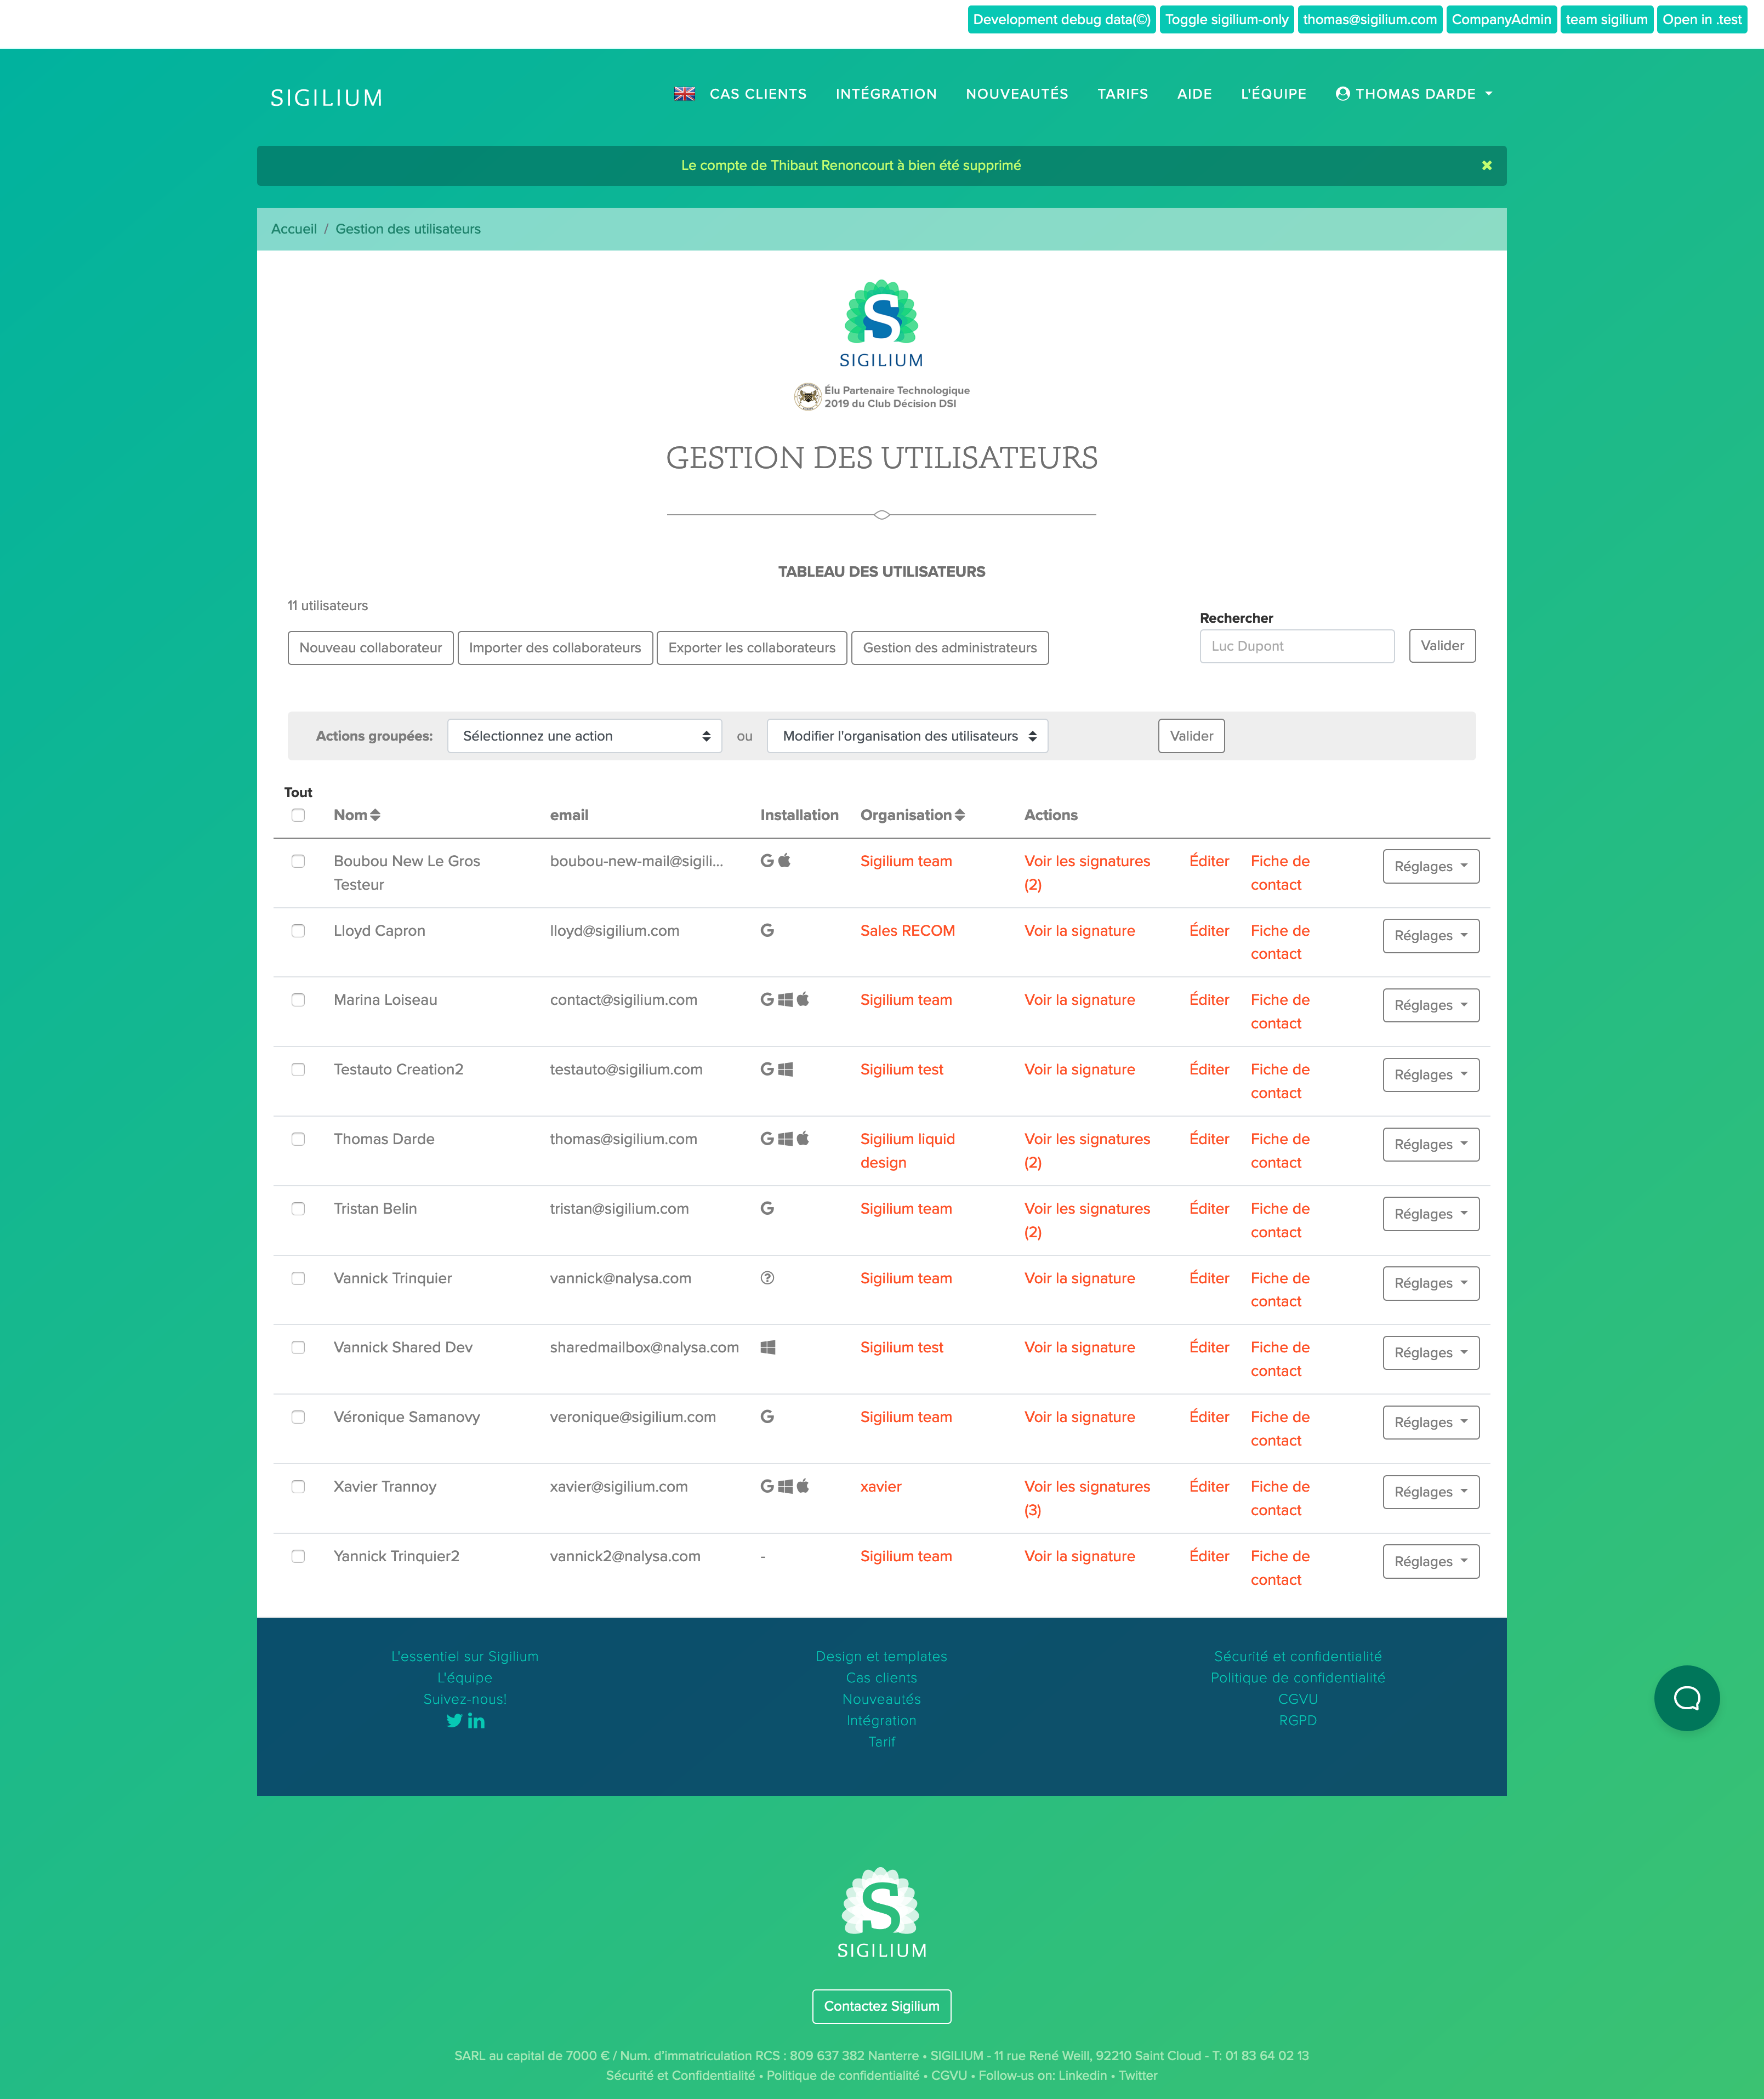 Development debug data(©) Toggle sigilium-only thomas@sigilium.com CompanyAdmin team sigilium Open in .test
SIGILIUM
CAS CLIENTS INTÉGRATION NOUVEAUTÉS TARIFS AIDE L'ÉQUIPE THOMAS DARDE
Le compte de Thibaut Renoncourt à bien été supprimé
Accueil / Gestion des utilisateurs
S
SIGILIUM
Élu Partenaire Technologique
2019 du Club Décision DSI
GESTION DES UTILISATEURS
TABLEAU DES UTILISATEURS
11 utilisateurs
Nouveau collaborateur Importer des collaborateurs Exporter les collaborateurs Gestion des administrateurs
Rechercher
Luc Dupont Valider
Actions groupées: Sélectionnez une action ou Modifier l'organisation des utilisateurs Valider
Tout
Nom email Installation Organisation Actions
Boubou New Le Gros boubou-new-mail@sigili... Sigilium team Voir les signatures Éditer Fiche de Réglages
Testeur (2) contact
Lloyd Capron lloyd@sigilium.com Sales RECOM Voir la signature Éditer Fiche de Réglages
contact
Marina Loiseau contact@sigilium.com Sigilium team Voir la signature Éditer Fiche de Réglages
contact
Testauto Creation2 testauto@sigilium.com Sigilium test Voir la signature Éditer Fiche de Réglages
contact
Thomas Darde thomas@sigilium.com Sigilium liquid Voir les signatures Éditer Fiche de Réglages
design (2) contact
Tristan Belin tristan@sigilium.com Sigilium team Voir les signatures Éditer Fiche de Réglages
(2) contact
Vannick Trinquier vannick@nalysa.com Sigilium team Voir la signature Éditer Fiche de Réglages
contact
Vannick Shared Dev sharedmailbox@nalysa.com Sigilium test Voir la signature Éditer Fiche de Réglages
contact
Véronique Samanovy veronique@sigilium.com Sigilium team Voir la signature Éditer Fiche de Réglages
contact
Xavier Trannoy xavier@sigilium.com xavier Voir les signatures Éditer Fiche de Réglages
(3) contact
Yannick Trinquier2 vannick2@nalysa.com - Sigilium team Voir la signature Éditer Fiche de Réglages
contact
L'essentiel sur Sigilium Design et templates Sécurité et confidentialité
L'équipe Cas clients Politique de confidentialité
Suivez-nous! Nouveautés CGVU
Intégration RGPD
Tarif
S
SIGILIUM
Contactez Sigilium
SARL au capital de 7000 € / Num. d'immatriculation RCS : 809 637 382 Nanterre • SIGILIUM - 11 rue René Weill, 92210 Saint Cloud - T: 01 83 64 02 13
Sécurité et Confidentialité • Politique de confidentialité • CGVU • Follow-us on: Linkedin • Twitter